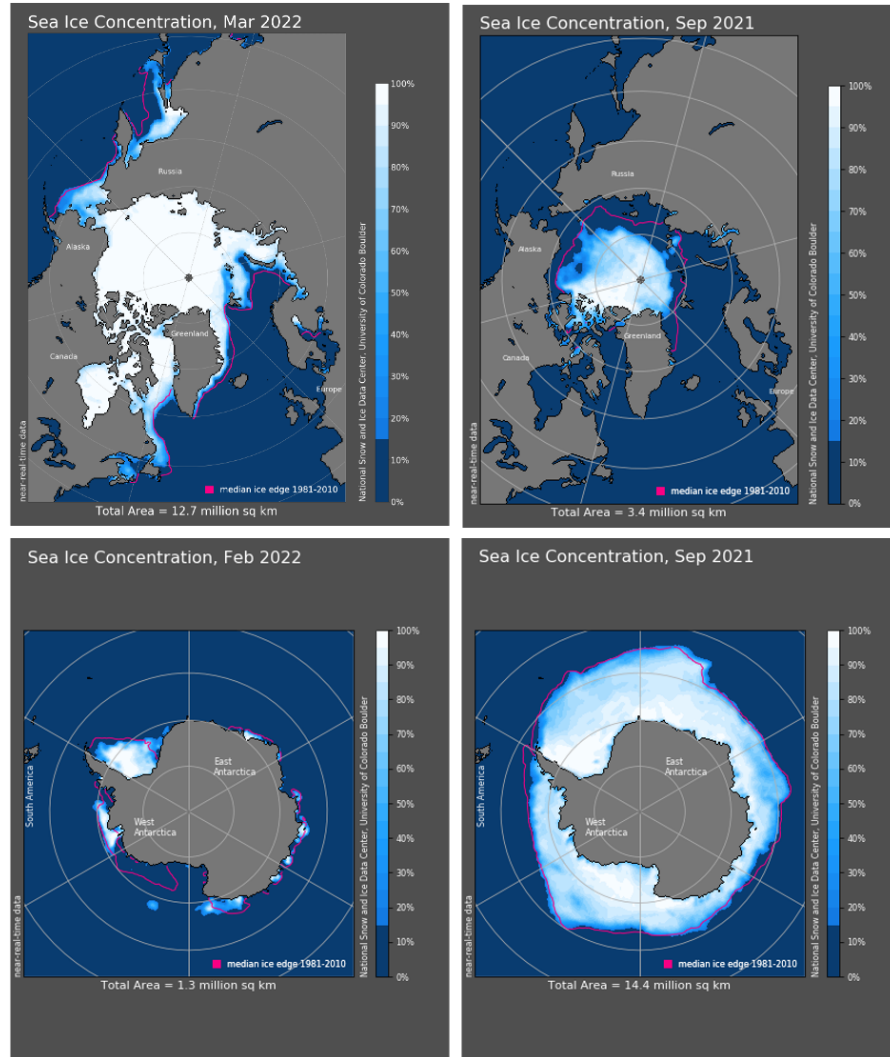 Sea Ice Concentration, Mar 2022
Russia
Alaska
Greenland
Canada
Europe
near-real-time data
median ice edge 1981-2010
Total Area = 12.7 million sq km
100%
90%
80%
70%
60%
50%
40%
30%
20%
10%
0%
National Snow and Ice Data Center, University of Colorado Boulder
Sea Ice Concentration, Sep 2021
Russia
Alaska
Greenland
Canada
Europe
near-real-time data
median ice edge 1981-2010
Total Area = 3.4 million sq km
100%
90%
80%
70%
60%
50%
40%
30%
20%
10%
0%
National Snow and Ice Data Center, University of Colorado Boulder
Sea Ice Concentration, Feb 2022
East
Antarctica
South America
West
Antarctica
near-real-time data
median ice edge 1981-2010
Total Area = 1.3 million sq km
100%
90%
80%
70%
60%
50%
40%
30%
20%
10%
0%
National Snow and Ice Data Center, University of Colorado Boulder
Sea Ice Concentration, Sep 2021
East
Antarctica
South America
West
Antarctica
near-real-time data
median ice edge 1981-2010
Total Area = 14.4 million sq km
100%
90%
80%
70%
60%
50%
40%
30%
20%
10%
0%
National Snow and Ice Data Center, University of Colorado Boulder